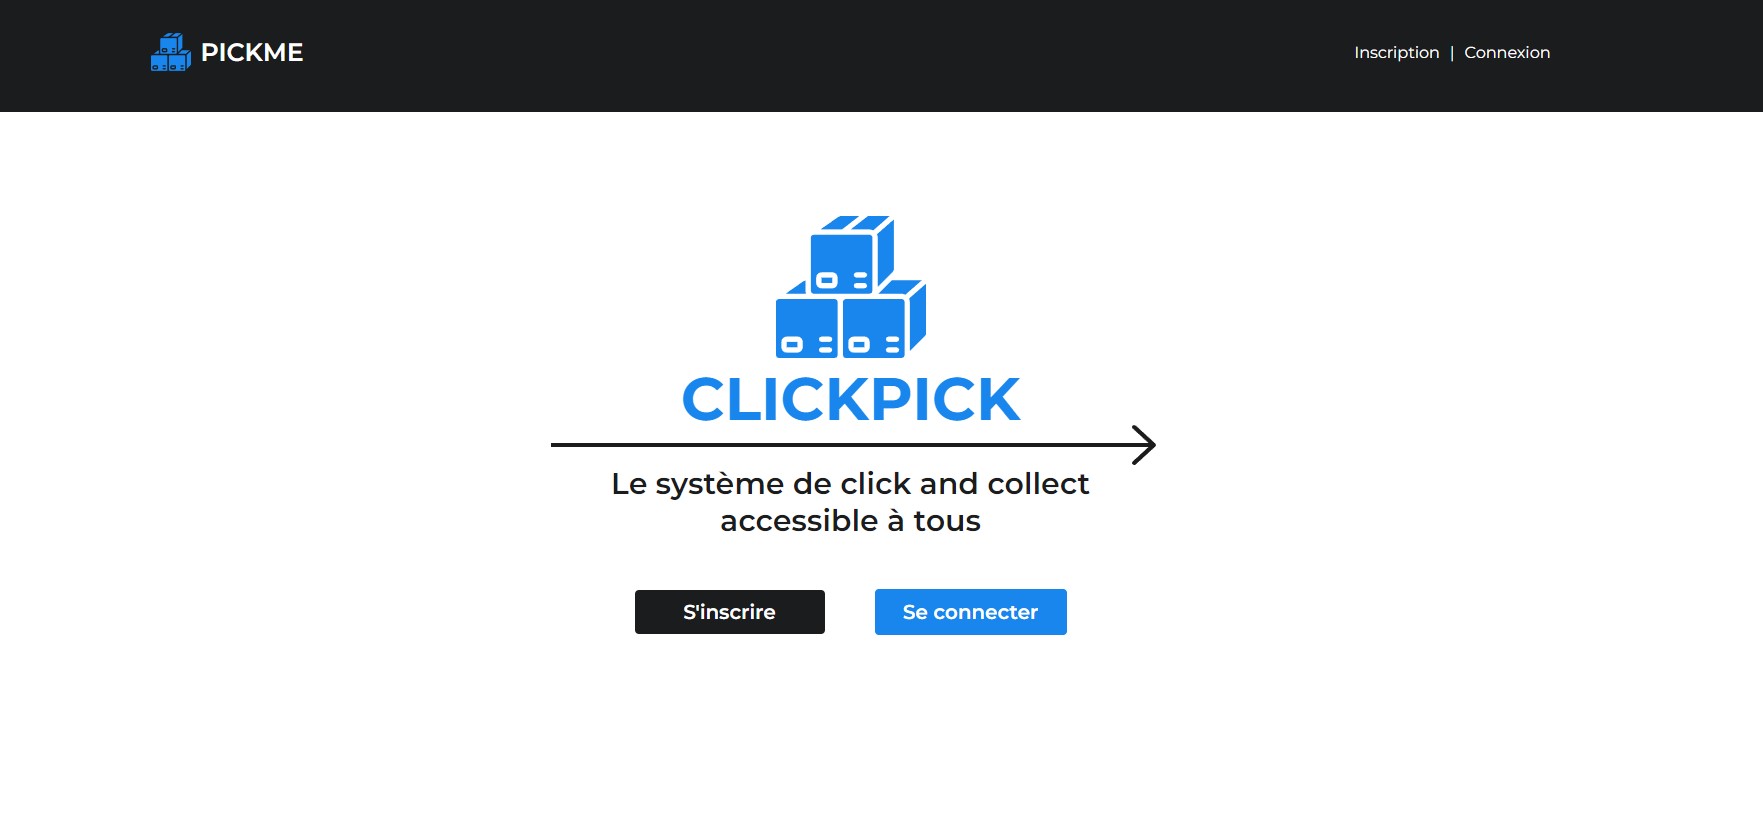 PICKME
Inscription | Connexion
CLICKPICK
Le système de click and collect
accessible à tous
S'inscrire
Se connecter